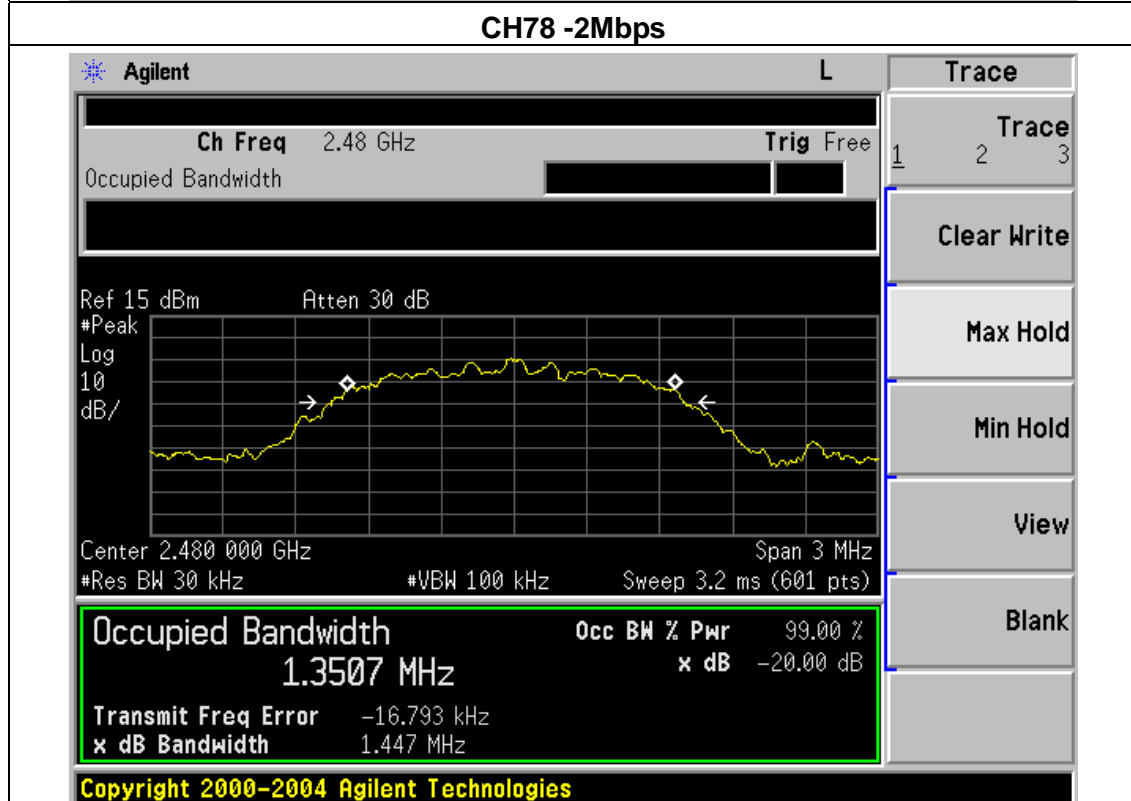 CH78 -2Mbps
Agilent L Trace
Ch Freq 2.48 GHz Trig Free
Occupied Bandwidth
Trace
1 2 3
Clear Write
Max Hold
Min Hold
View
Blank
Ref 15 dBm Atten 30 dB
#Peak
Log
10
dB/
Center 2.480 000 GHz Span 3 MHz
#Res BW 30 kHz #VBW 100 kHz Sweep 3.2 ms (601 pts)
Occupied Bandwidth Occ BW % Pwr 99.00 %
1.3507 MHz x dB -20.00 dB
Transmit Freq Error -16.793 kHz
x dB Bandwidth 1.447 MHz
Copyright 2000-2004 Agilent Technologies